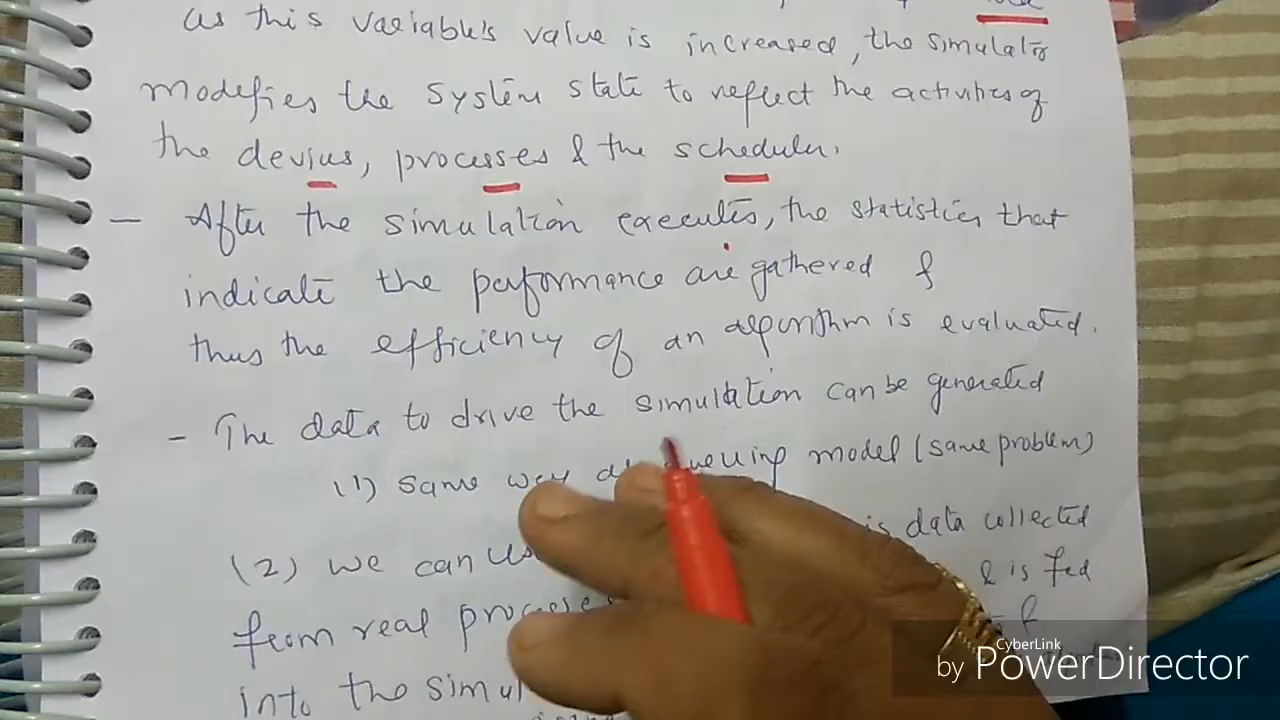 as this variable's value is increased, the simulator
modifies the system state to reflect the activities of
the devices, processes & the scheduler.
- After the simulation executes, the statistics that
indicate the performance are gathered &
thus the efficiency of an algorithm is evaluated.
- The data to drive the simulation can be generated
(1) same way as queuing model (same problem)
(2) we can is data collected
from real processes & is fed
into the simul
CyberLink
by PowerDirector